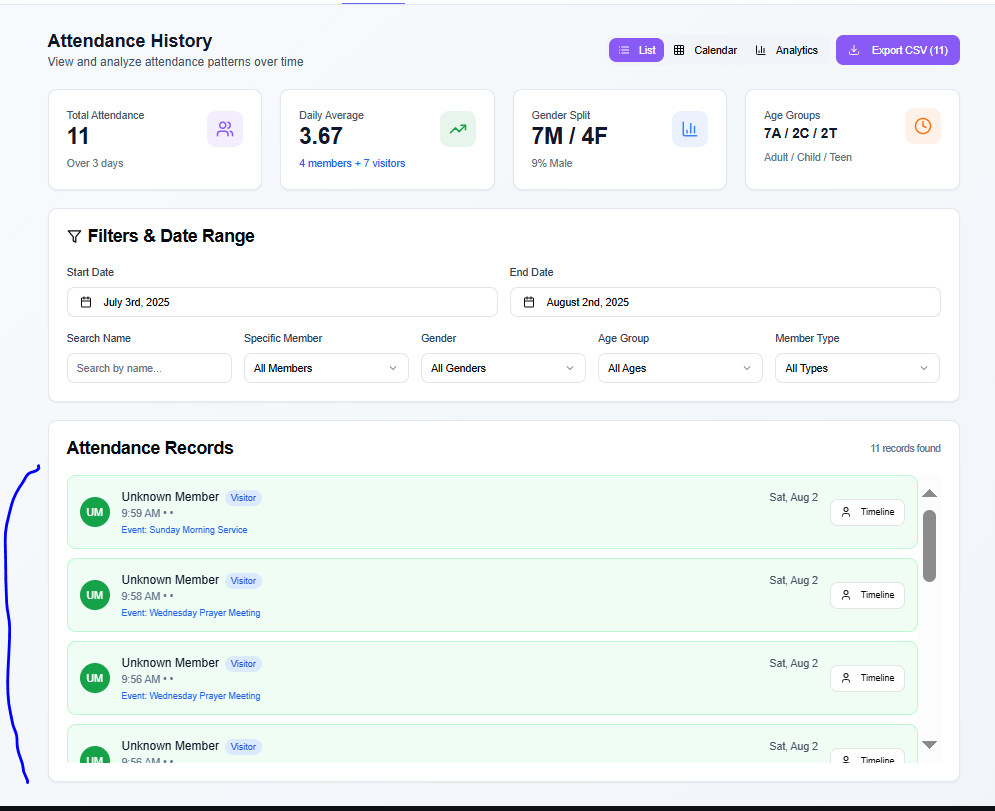 Attendance History
View and analyze attendance patterns over time
List
Calendar
Analytics
Export CSV (11)
Total Attendance
11
Over 3 days
Daily Average
3.67
4 members + 7 visitors
Gender Split
7M / 4F
9% Male
Age Groups
7A / 2C / 2T
Adult / Child / Teen
Filters & Date Range
Start Date
July 3rd, 2025
End Date
August 2nd, 2025
Search Name
Search by name...
Specific Member
All Members
Gender
All Genders
Age Group
All Ages
Member Type
All Types
Attendance Records
11 records found
UM
Unknown Member Visitor
9:59 AM • •
Event: Sunday Morning Service
Sat, Aug 2
Timeline
UM
Unknown Member Visitor
9:58 AM • •
Event: Wednesday Prayer Meeting
Sat, Aug 2
Timeline
UM
Unknown Member Visitor
9:56 AM • •
Event: Wednesday Prayer Meeting
Sat, Aug 2
Timeline
UM
Unknown Member Visitor
9:56 AM • •
Sat, Aug 2
Timeline